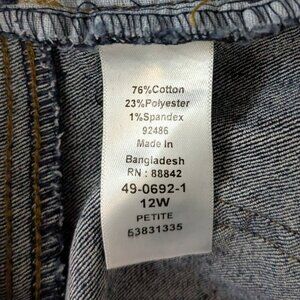 76%Cotton
23%Polyester
1%Spandex
92486
Made In
Bangladesh
RN : 88842
49-0692-1
12W
PETITE
53831335